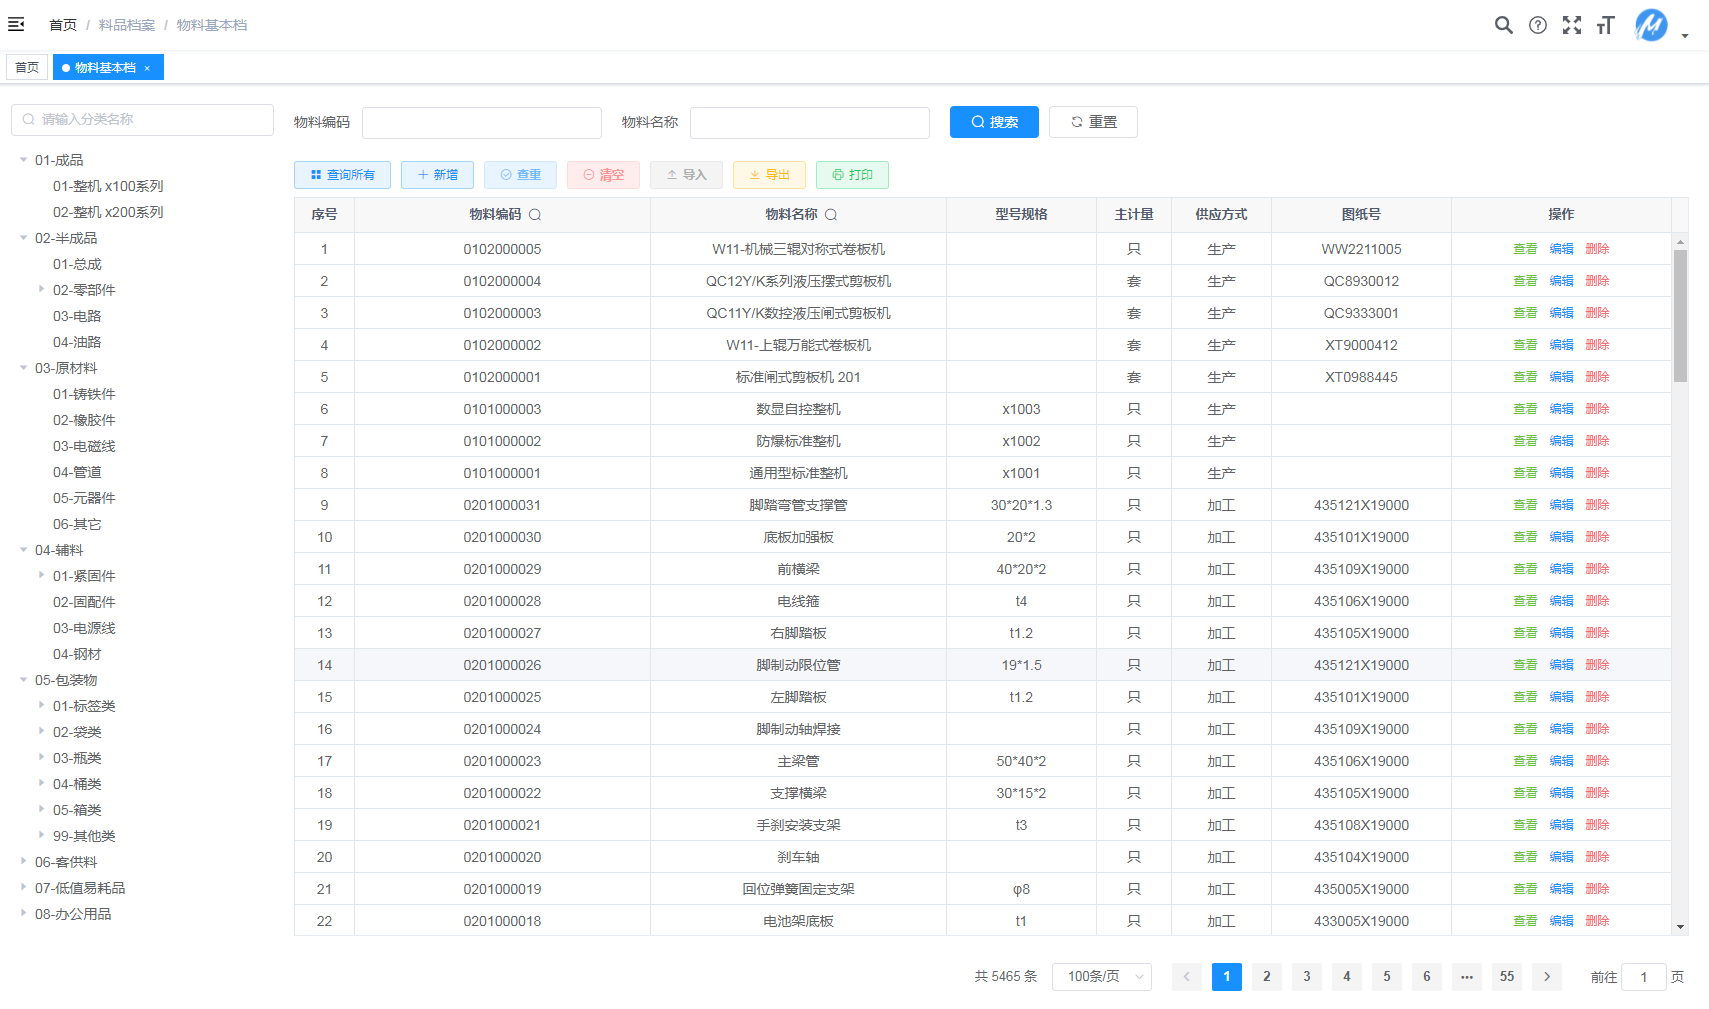 首页 / 料品档案 / 物料基本档
首页 物料基本档 ×
请输入分类名称
01-成品
01-整机 x100系列
02-整机 x200系列
02-半成品
01-总成
02-零部件
03-电路
04-油路
03-原材料
01-铸铁件
02-橡胶件
03-电磁线
04-管道
05-元器件
06-其它
04-辅料
01-紧固件
02-固配件
03-电源线
04-钢材
05-包装物
01-标签类
02-袋类
03-瓶类
04-桶类
05-箱类
99-其他类
06-客供料
07-低值易耗品
08-办公用品
物料编码 物料名称 搜索 重置
查询所有 新增 查重 清空 导入 导出 打印
序号 物料编码 物料名称 型号规格 主计量 供应方式 图纸号 操作
1 0102000005 W11-机械三辊对称式卷板机 只 生产 WW2211005 查看 编辑 删除
2 0102000004 QC12Y/K系列液压摆式剪板机 套 生产 QC8930012 查看 编辑 删除
3 0102000003 QC11Y/K数控液压闸式剪板机 套 生产 QC9333001 查看 编辑 删除
4 0102000002 W11-上辊万能式卷板机 套 生产 XT9000412 查看 编辑 删除
5 0102000001 标准闸式剪板机 201 套 生产 XT0988445 查看 编辑 删除
6 0101000003 数显自控整机 x1003 只 生产 查看 编辑 删除
7 0101000002 防爆标准整机 x1002 只 生产 查看 编辑 删除
8 0101000001 通用型标准整机 x1001 只 生产 查看 编辑 删除
9 0201000031 脚踏弯管支撑管 30*20*1.3 只 加工 435121X19000 查看 编辑 删除
10 0201000030 底板加强板 20*2 只 加工 435101X19000 查看 编辑 删除
11 0201000029 前横梁 40*20*2 只 加工 435109X19000 查看 编辑 删除
12 0201000028 电线箍 t4 只 加工 435106X19000 查看 编辑 删除
13 0201000027 右脚踏板 t1.2 只 加工 435105X19000 查看 编辑 删除
14 0201000026 脚制动限位管 19*1.5 只 加工 435121X19000 查看 编辑 删除
15 0201000025 左脚踏板 t1.2 只 加工 435101X19000 查看 编辑 删除
16 0201000024 脚制动轴焊接 只 加工 435109X19000 查看 编辑 删除
17 0201000023 主梁管 50*40*2 只 加工 435106X19000 查看 编辑 删除
18 0201000022 支撑横梁 30*15*2 只 加工 435105X19000 查看 编辑 删除
19 0201000021 手刹安装支架 t3 只 加工 435108X19000 查看 编辑 删除
20 0201000020 刹车轴 只 加工 435104X19000 查看 编辑 删除
21 0201000019 回位弹簧固定支架 φ8 只 加工 435005X19000 查看 编辑 删除
22 0201000018 电池架底板 t1 只 加工 433005X19000 查看 编辑 删除
共 5465 条 100条/页 1 2 3 4 5 6 ••• 55 前往 1 页